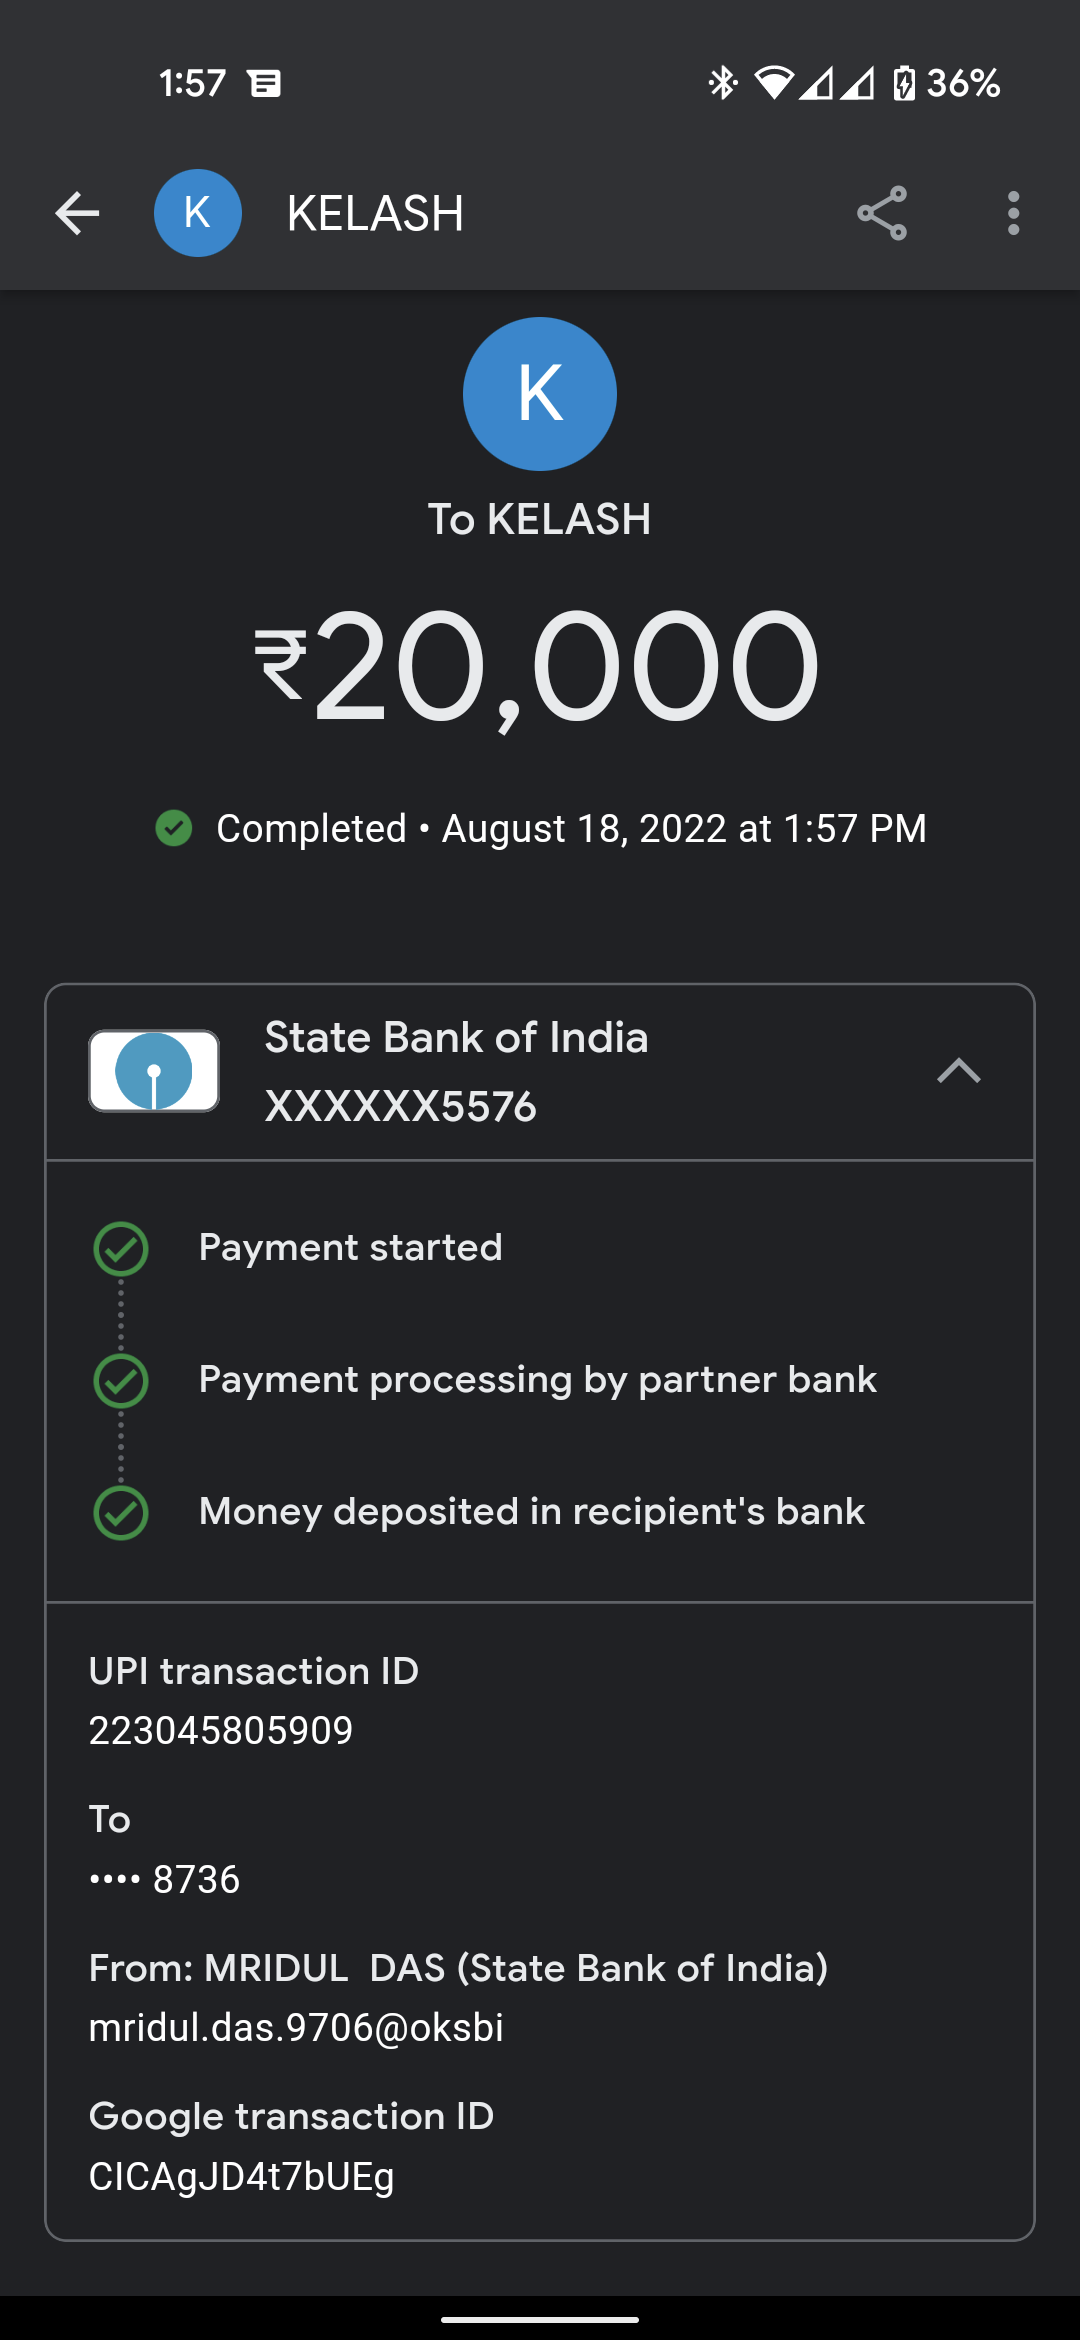 1:57
36%
K KELASH
K
To KELASH
₹20,000
Completed • August 18, 2022 at 1:57 PM
State Bank of India
XXXXXX5576
Payment started
Payment processing by partner bank
Money deposited in recipient's bank
UPI transaction ID
223045805909
To
•••• 8736
From: MRIDUL  DAS (State Bank of India)
mridul.das.9706@oksbi
Google transaction ID
CICAgJD4t7bUEg